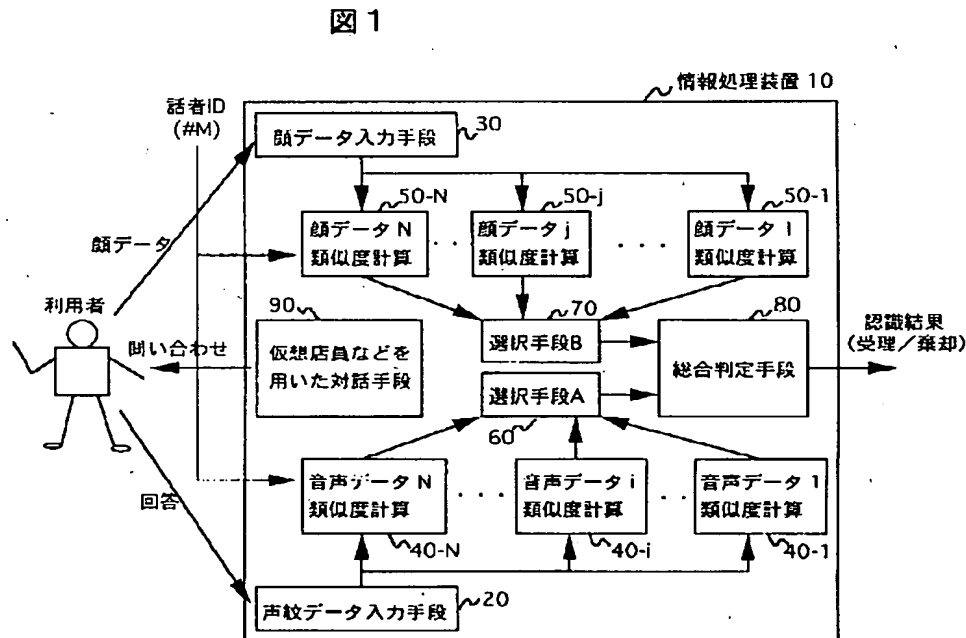 図1
情報処理装置 10
話者ID
(#M)
顔データ入力手段
30
50-N
50-j
50-1
顔データ N
類似度計算
顔データ j
類似度計算
顔データ 1
類似度計算
顔データ
利用者
90
70
80
仮想店員などを
用いた対話手段
選択手段B
総合判定手段
認識結果
(受理/棄却)
問い合わせ
選択手段A
60
音声データ N
類似度計算
音声データ i
類似度計算
音声データ 1
類似度計算
回答
40-N
40-i
40-1
声紋データ入力手段
20